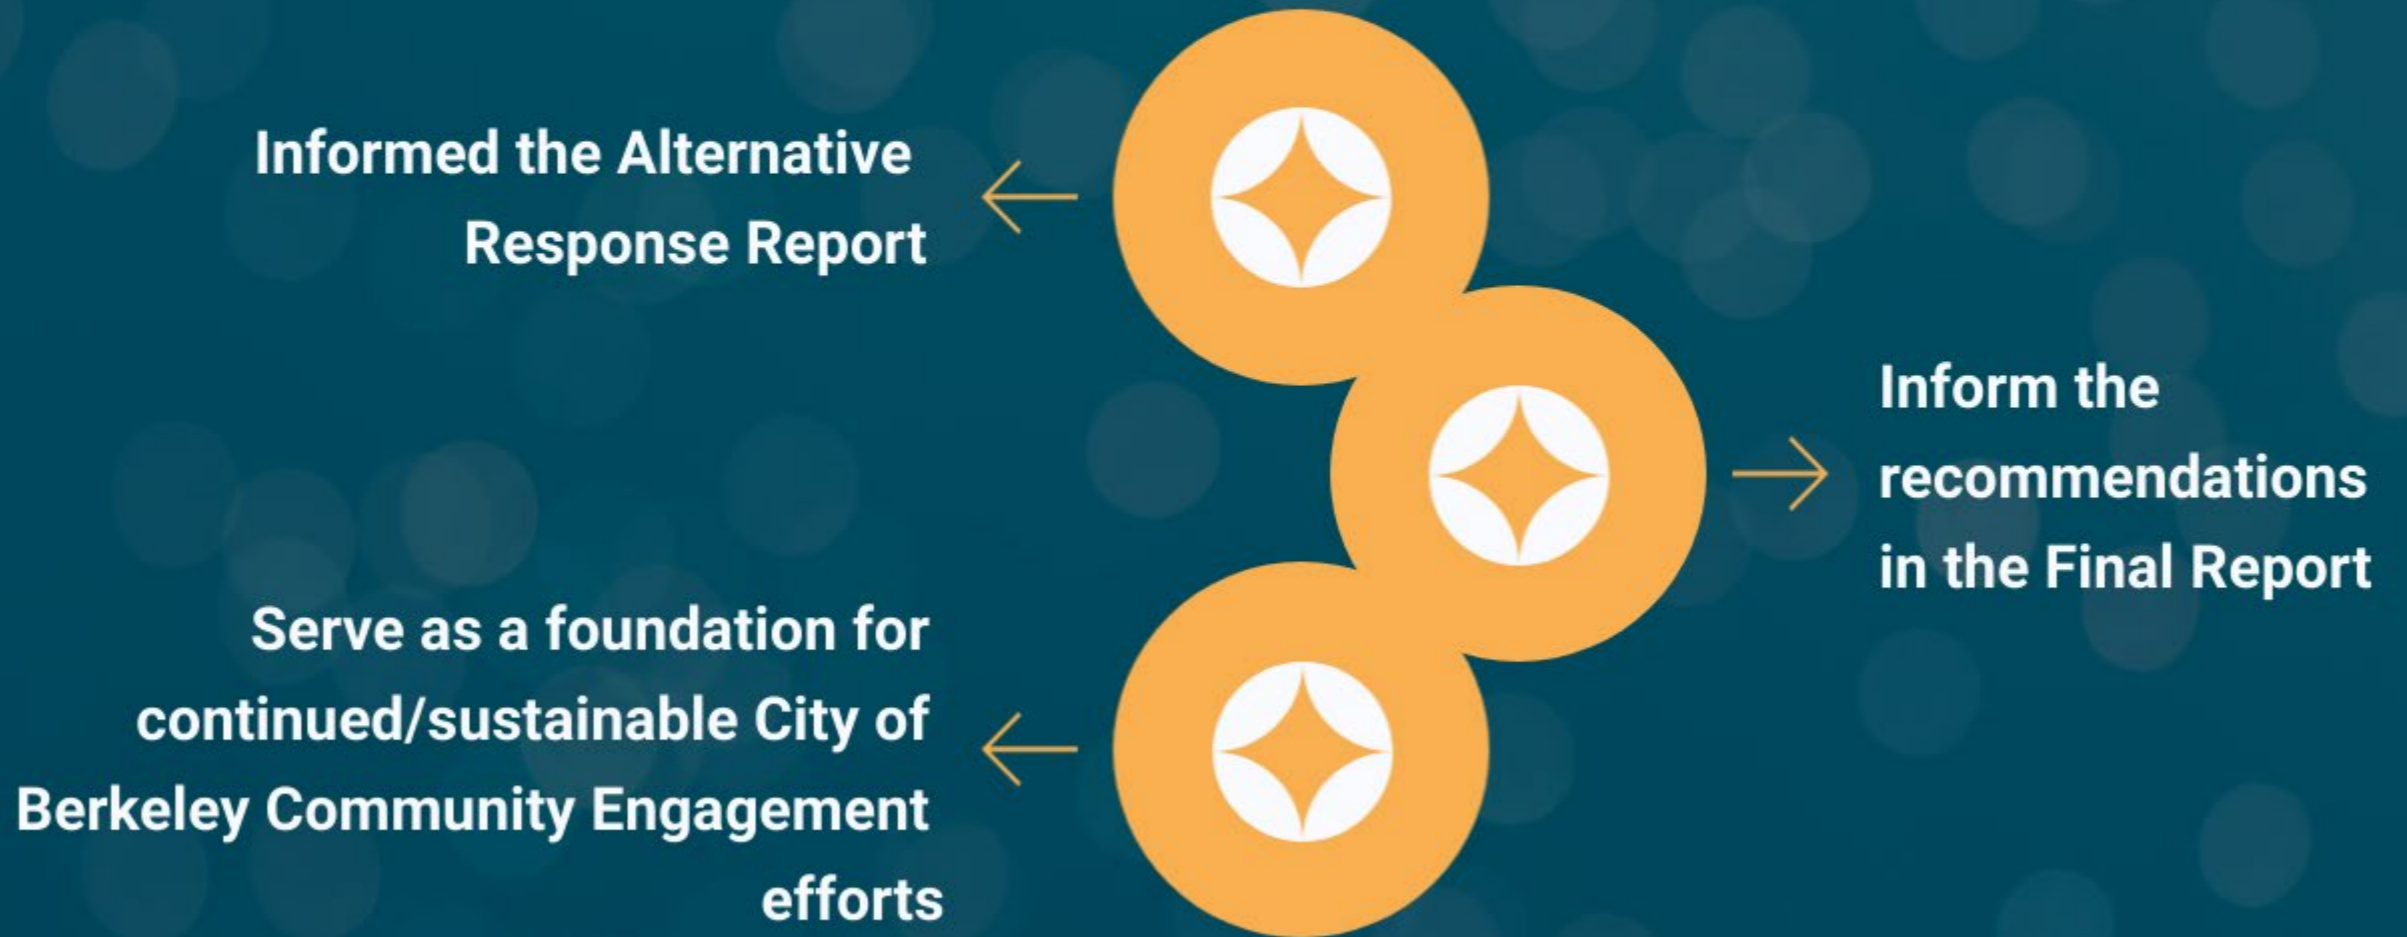 Informed the Alternative
Response Report
Inform the
recommendations
in the Final Report
Serve as a foundation for
continued/sustainable City of
Berkeley Community Engagement
efforts